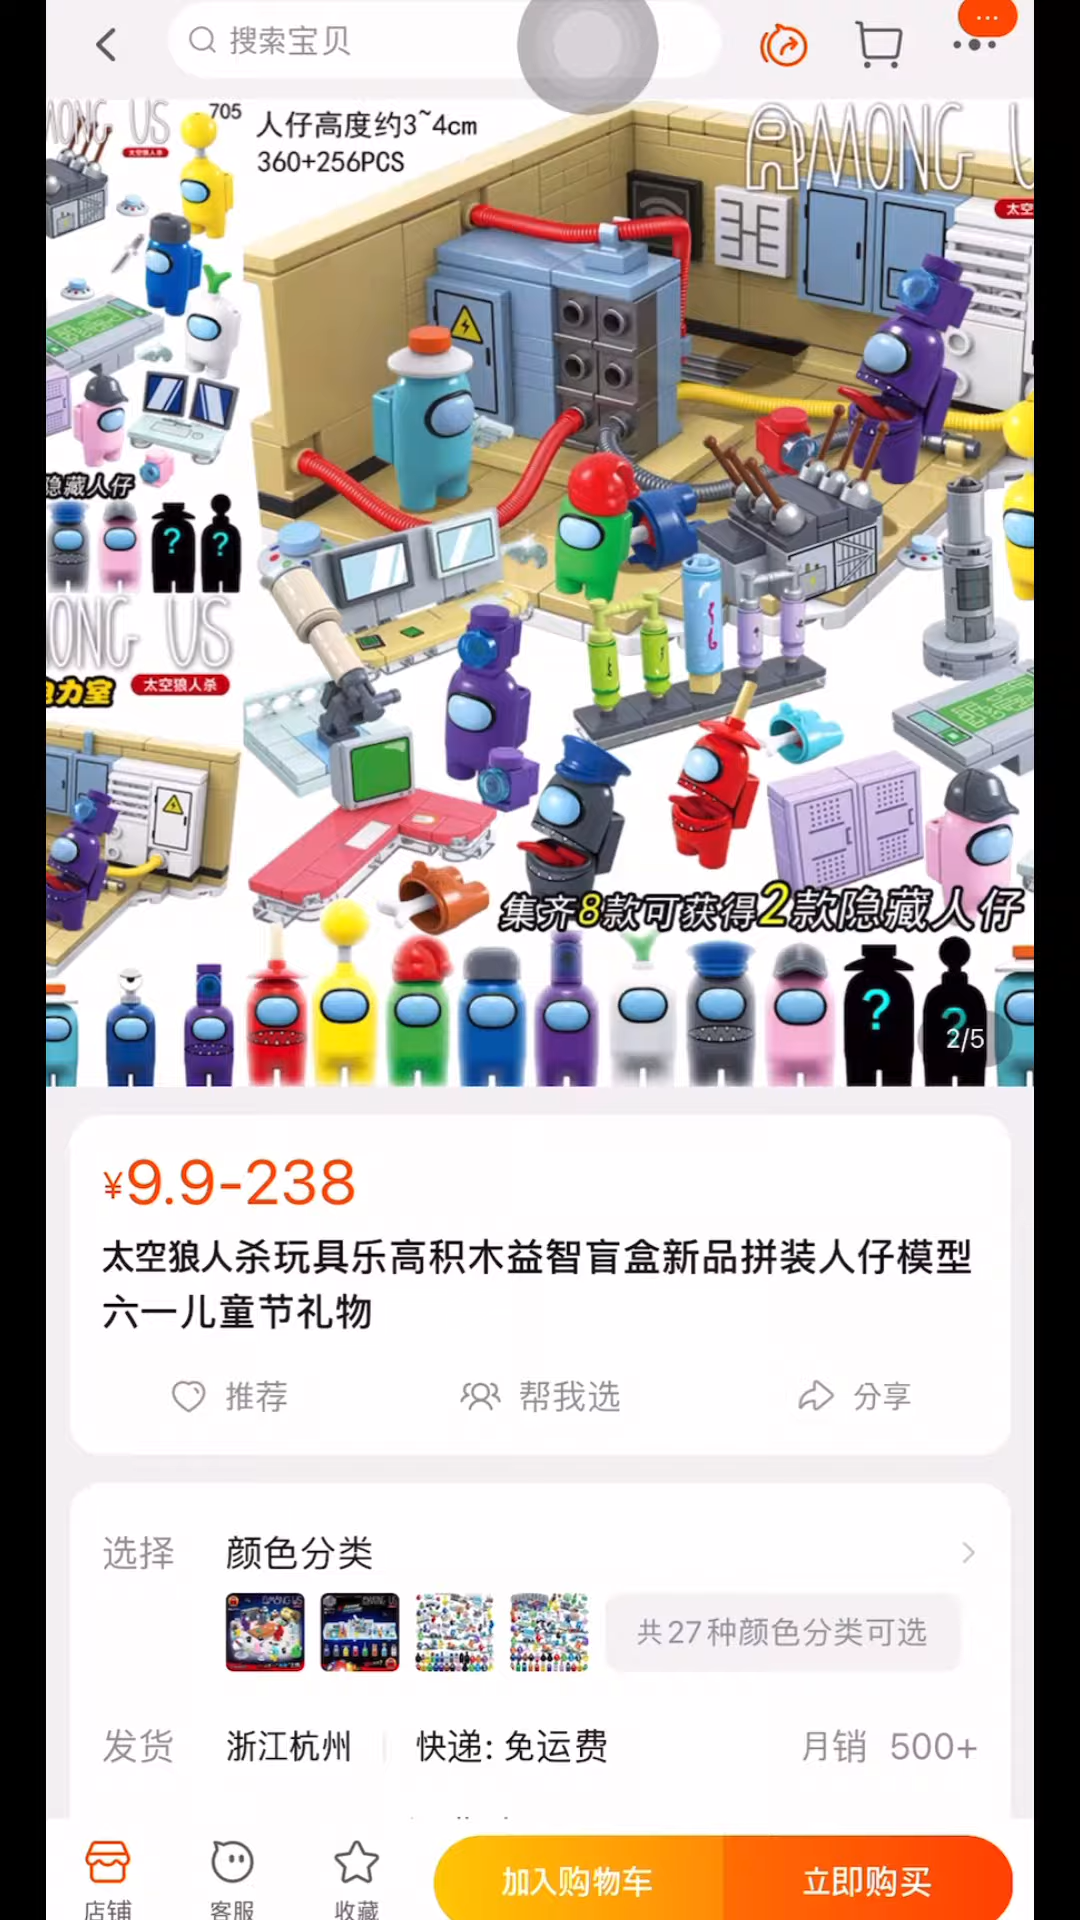 搜索宝贝
MONG US
太空狼人杀
705
人仔高度约3~4cm
360+256PCS
AMONG U
太空
隐藏人仔
? ?
ONG US
太空狼人杀
力室
集齐8款可获得2款隐藏人仔
? ?
2/5
¥9.9-238
太空狼人杀玩具乐高积木益智盲盒新品拼装人仔模型
六一儿童节礼物
推荐
帮我选
分享
选择 颜色分类
共27种颜色分类可选
发货 浙江杭州 快递: 免运费 月销 500+
店铺
客服
收藏
加入购物车
立即购买